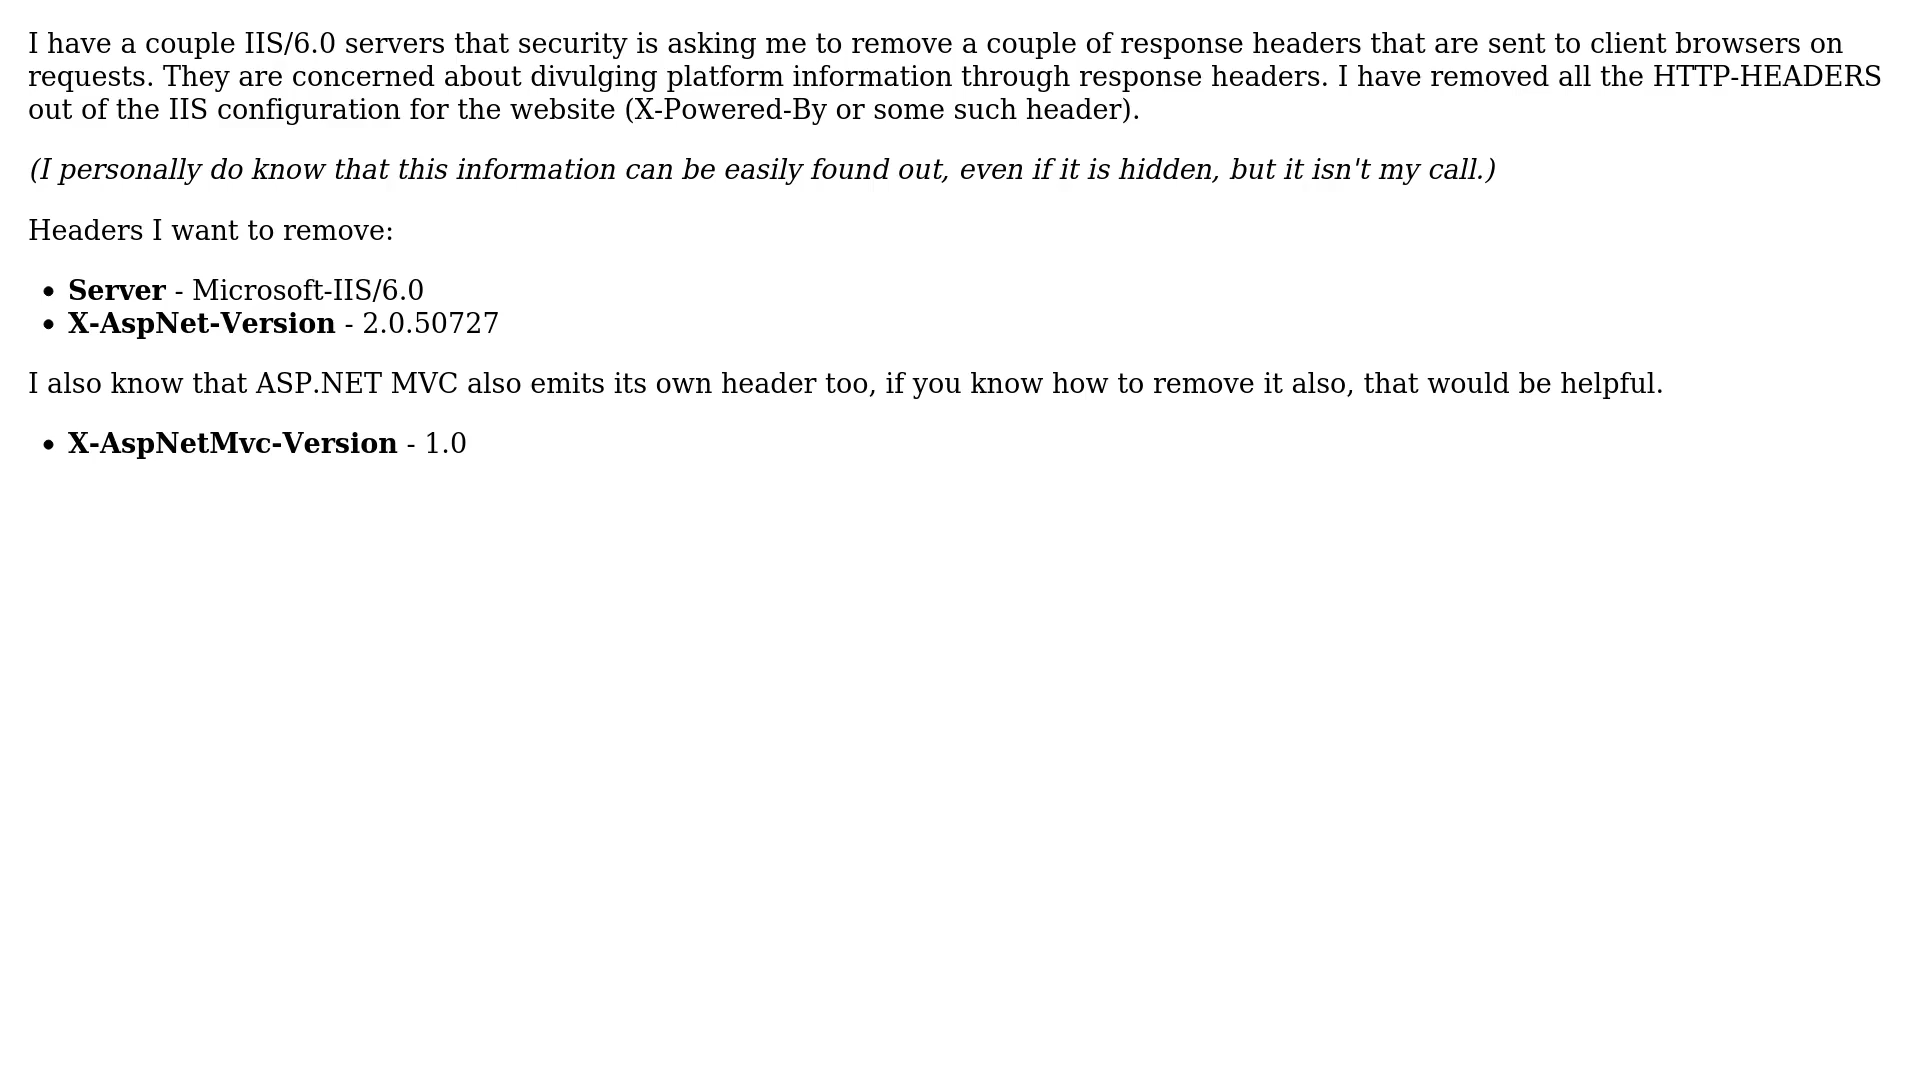 I have a couple IIS/6.0 servers that security is asking me to remove a couple of response headers that are sent to client browsers on
requests. They are concerned about divulging platform information through response headers. I have removed all the HTTP-HEADERS
out of the IIS configuration for the website (X-Powered-By or some such header).
(I personally do know that this information can be easily found out, even if it is hidden, but it isn't my call.)
Headers I want to remove:
• Server - Microsoft-IIS/6.0
• X-AspNet-Version - 2.0.50727
I also know that ASP.NET MVC also emits its own header too, if you know how to remove it also, that would be helpful.
• X-AspNetMvc-Version - 1.0